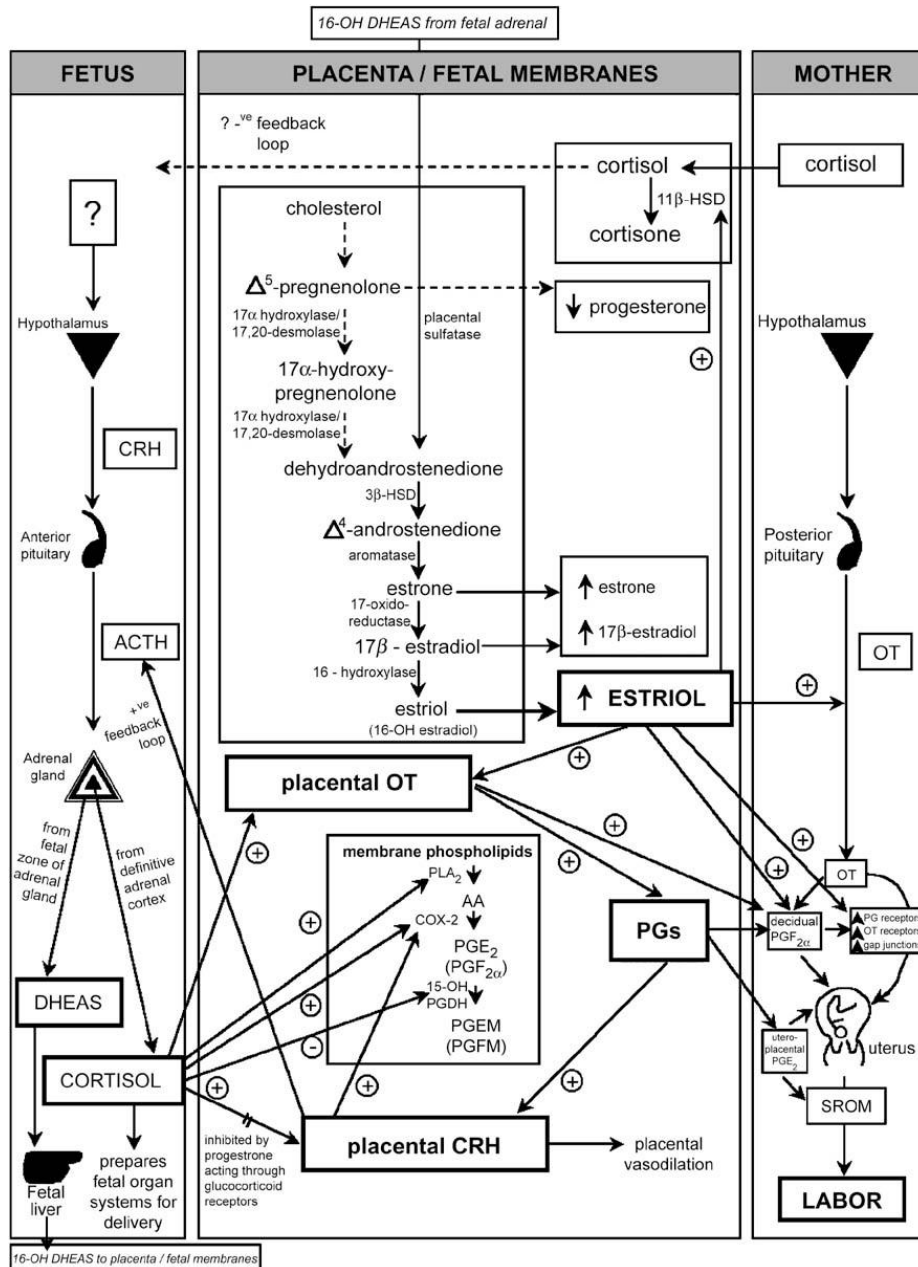 16-OH DHEAS from fetal adrenal
FETUS
PLACENTA / FETAL MEMBRANES
MOTHER
? -ve feedback
loop
cortisol
cortisol
11β-HSD
cortisone
?
cholesterol
Δ5-pregnenolone
↓ progesterone
17α hydroxylase/
17,20-desmolase
placental
sulfatase
Hypothalamus
Hypothalamus
17α-hydroxy-
pregnenolone
+
17α hydroxylase/
17,20-desmolase
CRH
dehydroandrostenedione
3β-HSD
Δ4-androstenedione
Anterior
pituitary
Posterior
pituitary
aromatase
estrone
↑ estrone
17-oxido-
reductase
17β - estradiol
↑ 17β-estradiol
ACTH
OT
16 - hydroxylase
estriol
(16-OH estradiol)
↑ ESTRIOL
+
+ve
feedback
loop
Adrenal
gland
placental OT
+
from
fetal
zone of
adrenal
gland
from
definitive
adrenal
cortex
+
+
+
+
+
membrane phospholipids
PLA2
AA
COX-2
PGE2
(PGF2α)
15-OH
PGDH
PGEM
(PGFM)
OT
PGs
decidual
PGF2α
PG receptors
OT receptors
gap junctions
+
+
-
DHEAS
CORTISOL
+
+
+
utero-
placental
PGE2
uterus
SROM
inhibited by
progestrone
acting through
glucocorticoid
receptors
placental CRH
placental
vasodilation
prepares
fetal organ
systems for
delivery
Fetal
liver
LABOR
16-OH DHEAS to placenta / fetal membranes